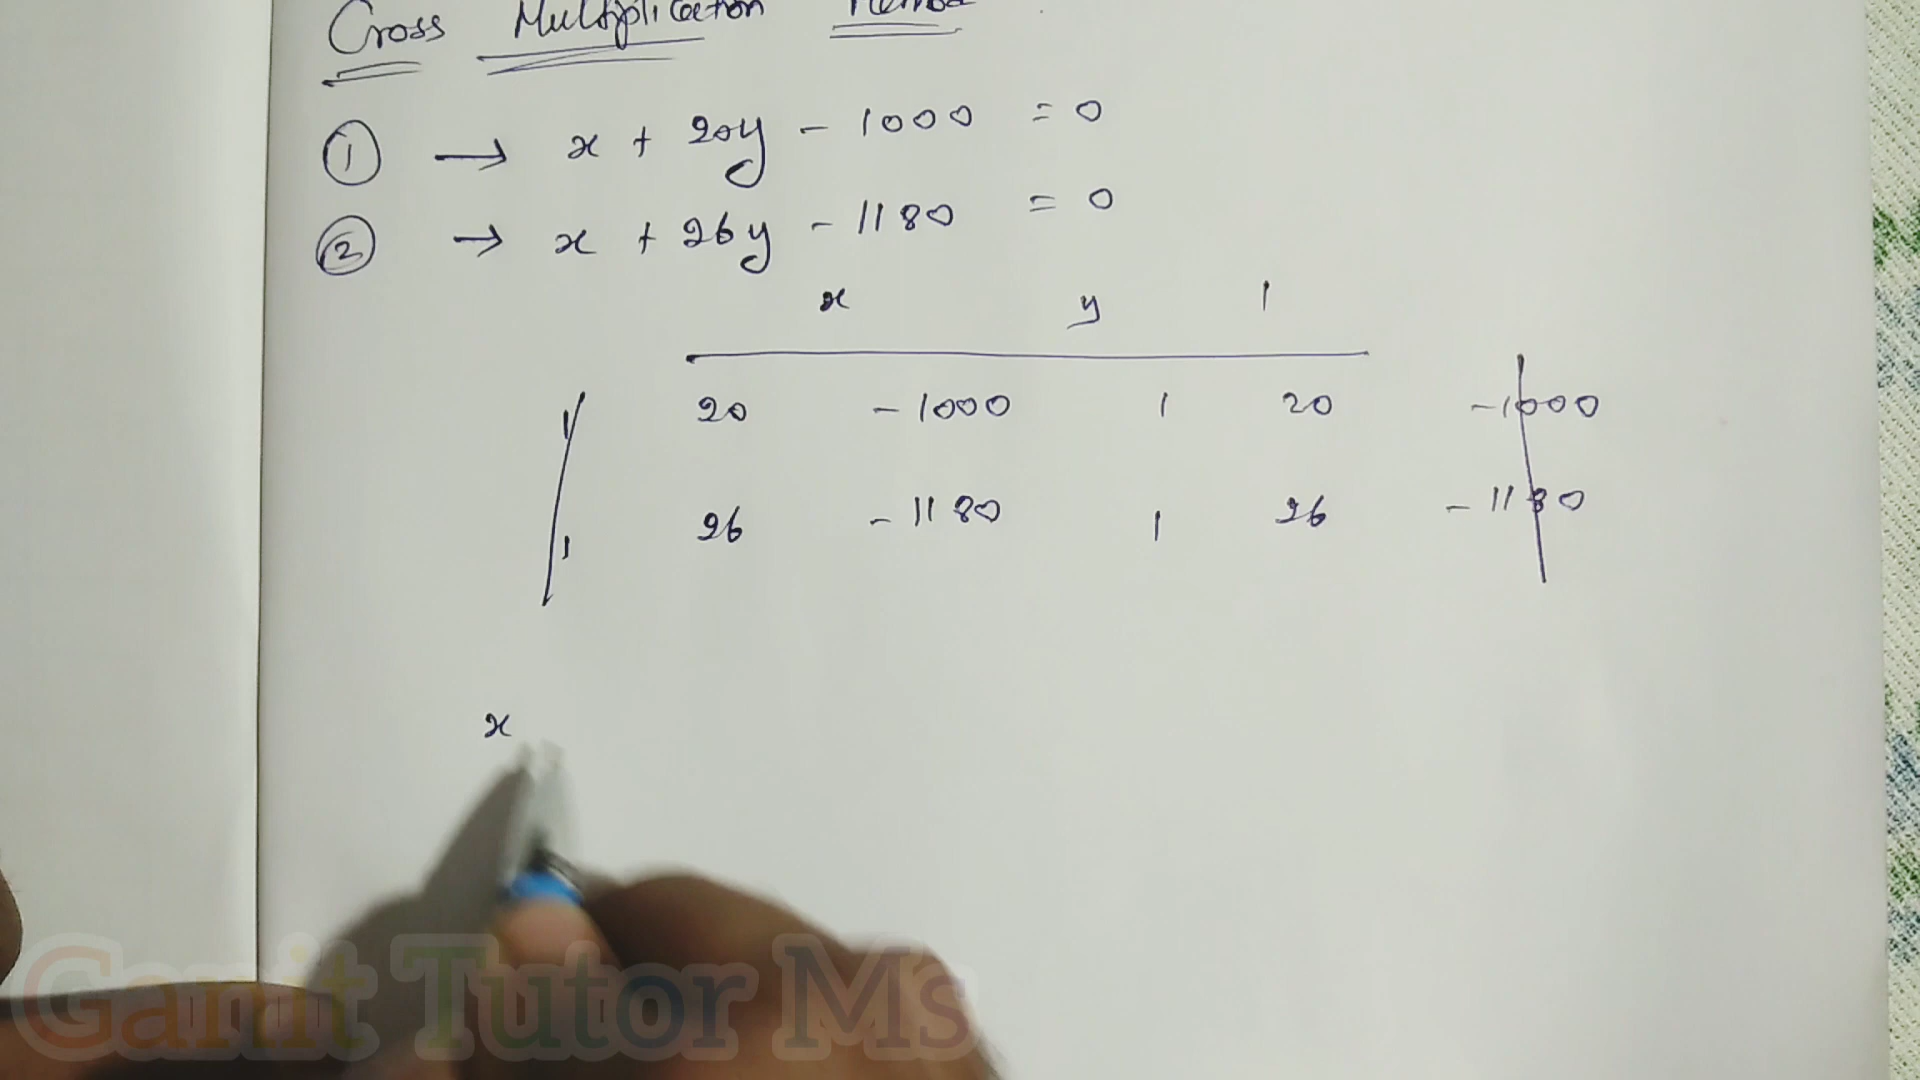 Cross Multiplication Method
① → x + 20y - 1000 = 0
② → x + 26y - 1180 = 0
x y 1
1 20 -1000 1 20 -1000
1 26 -1180 1 26 -1180
x
Ganit Tutor Ms